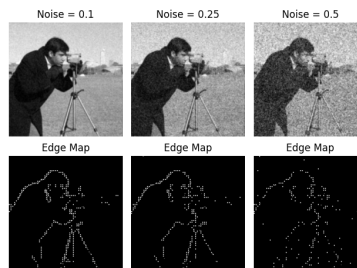 Noise = 0.1
Noise = 0.25
Noise = 0.5
Edge Map
Edge Map
Edge Map